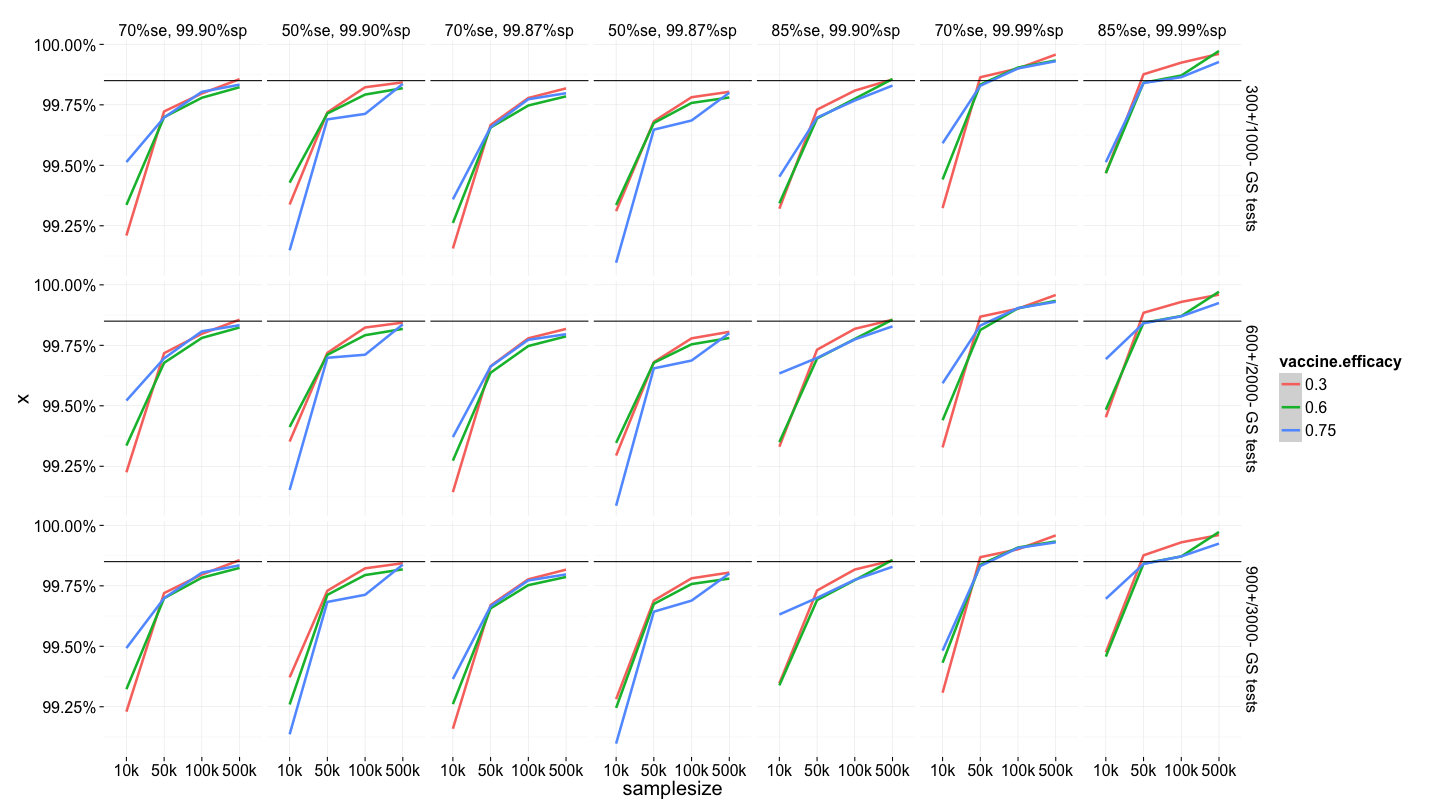 70%se, 99.90%sp 50%se, 99.90%sp 70%se, 99.87%sp 50%se, 99.87%sp 85%se, 99.90%sp 70%se, 99.99%sp 85%se, 99.99%sp
100.00%
99.75%
99.50%
99.25%
300+/1000- GS tests
100.00%
99.75%
99.50%
99.25%
600+/2000- GS tests
100.00%
99.75%
99.50%
99.25%
900+/3000- GS tests
x
10k 50k 100k 500k 10k 50k 100k 500k 10k 50k 100k 500k 10k 50k 100k 500k 10k 50k 100k 500k 10k 50k 100k 500k 10k 50k 100k 500k
samplesize
vaccine.efficacy
0.3
0.6
0.75